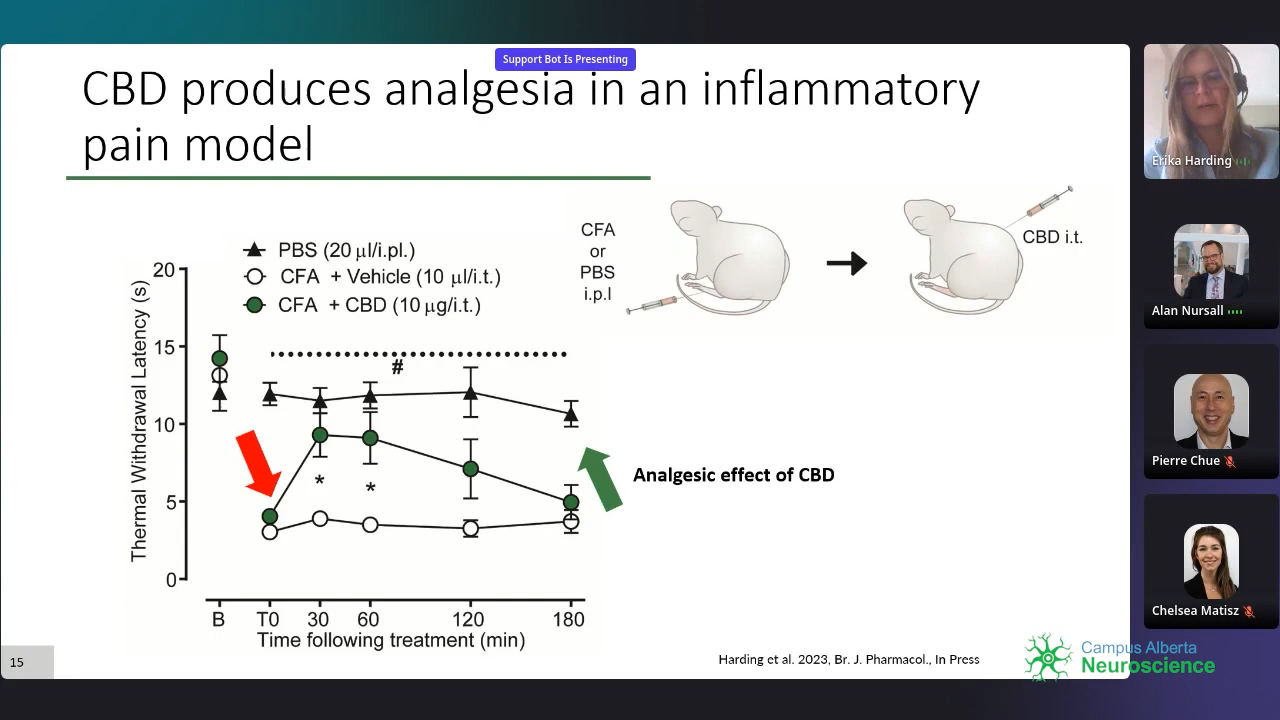 Support Bot Is Presenting
CBD produces analgesia in an inflammatory
pain model
PBS (20 µl/i.pl.)
CFA + Vehicle (10 µl/i.t.)
CFA + CBD (10 µg/i.t.)
CFA
or
PBS
i.p.l
CBD i.t.
Thermal Withdrawal Latency (s)
20
15
10
5
0
#
*
*
B
T0
30
60
120
180
Time following treatment (min)
Analgesic effect of CBD
15
Harding et al. 2023, Br. J. Pharmacol., In Press
Campus Alberta
Neuroscience
Erika Harding
Alan Nursall
Pierre Chue
Chelsea Matisz